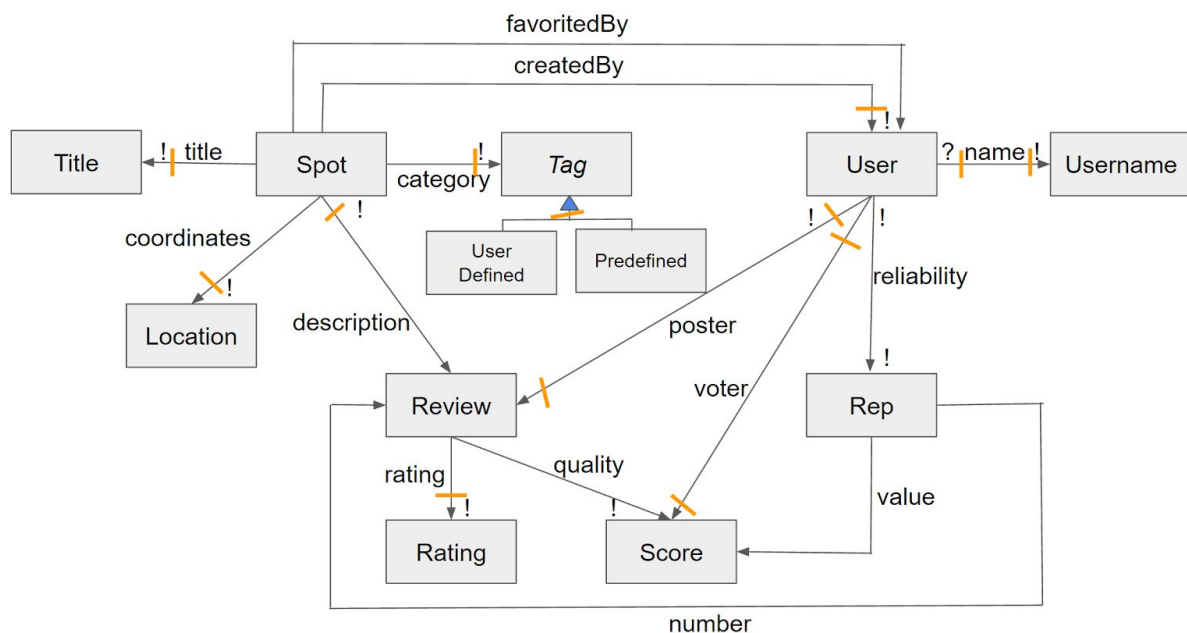 favoritedBy
createdBy
Title
! title
Spot
!
category
Tag
!
User
? name !
Username
User
Defined
Predefined
!
coordinates
!
Location
description
!
!
reliability
poster
voter
!
Review
Rep
rating
!
quality
!
value
Rating
Score
number